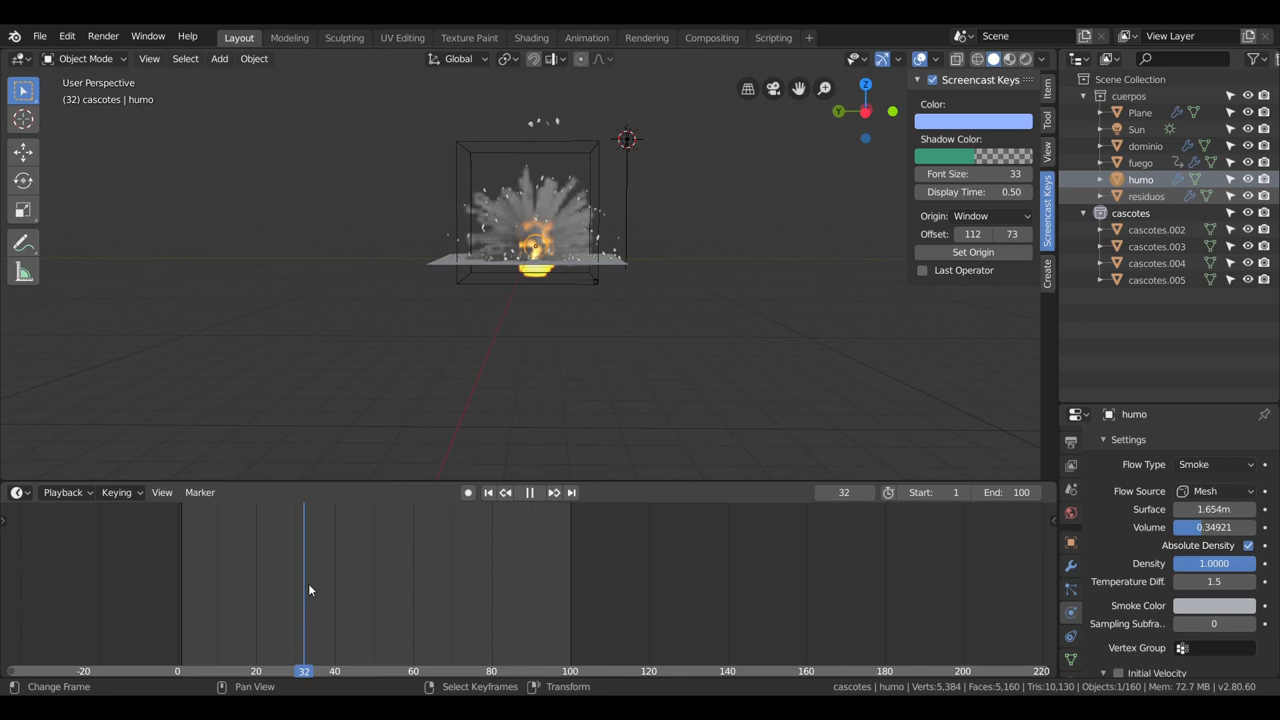 File Edit Render Window Help Layout Modeling Sculpting UV Editing Texture Paint Shading Animation Rendering Compositing Scripting + Scene View Layer
Object Mode View Select Add Object Global
User Perspective
(32) cascotes | humo
Z
Y
Screencast Keys
Color:
Shadow Color:
Font Size: 33
Display Time: 0.50
Origin: Window
Offset: 112 73
Set Origin
Last Operator
Item
Tool
View
Screencast Keys
Create
Scene Collection
cuerpos
Plane
Sun
dominio
fuego
humo
residuos
cascotes
cascotes.002
cascotes.003
cascotes.004
cascotes.005
humo
Settings
Flow Type Smoke
Flow Source Mesh
Surface 1.654m
Volume 0.34921
Absolute Density
Density 1.0000
Temperature Diff. 1.5
Smoke Color
Sampling Subfra.. 0
Vertex Group
Initial Velocity
Playback Keying View Marker 32 Start: 1 End: 100
-20 0 20 32 40 60 80 100 120 140 160 180 200 220
Change Frame Pan View Select Keyframes Transform cascotes | humo | Verts:5,384 | Faces:5,160 | Tris:10,130 | Objects:1/160 | Mem: 72.7 MB | v2.80.60